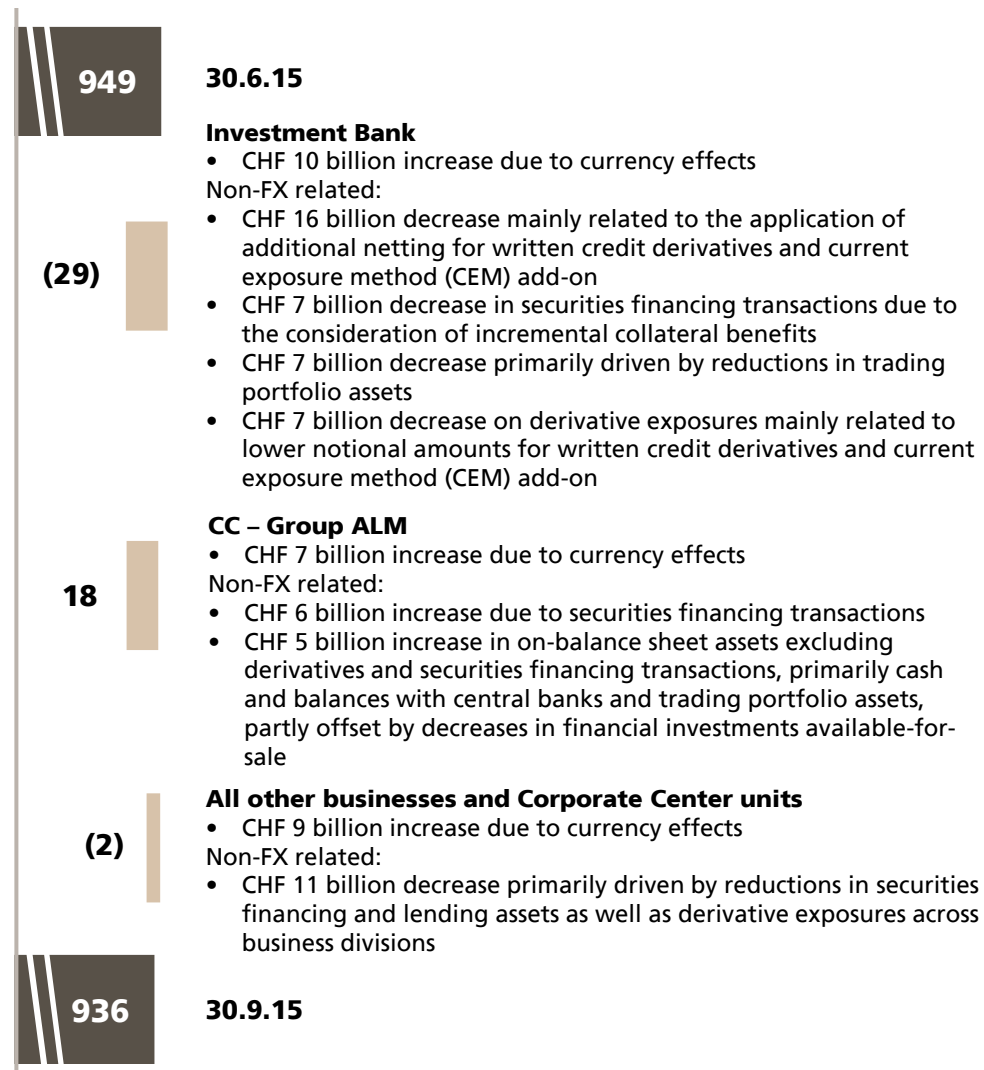 949
30.6.15
Investment Bank
• CHF 10 billion increase due to currency effects
Non-FX related:
• CHF 16 billion decrease mainly related to the application of
additional netting for written credit derivatives and current
exposure method (CEM) add-on
(29)
• CHF 7 billion decrease in securities financing transactions due to
the consideration of incremental collateral benefits
• CHF 7 billion decrease primarily driven by reductions in trading
portfolio assets
• CHF 7 billion decrease on derivative exposures mainly related to
lower notional amounts for written credit derivatives and current
exposure method (CEM) add-on
CC – Group ALM
• CHF 7 billion increase due to currency effects
Non-FX related:
18
• CHF 6 billion increase due to securities financing transactions
• CHF 5 billion increase in on-balance sheet assets excluding
derivatives and securities financing transactions, primarily cash
and balances with central banks and trading portfolio assets,
partly offset by decreases in financial investments available-for-
sale
All other businesses and Corporate Center units
• CHF 9 billion increase due to currency effects
(2)
Non-FX related:
• CHF 11 billion decrease primarily driven by reductions in securities
financing and lending assets as well as derivative exposures across
business divisions
936
30.9.15